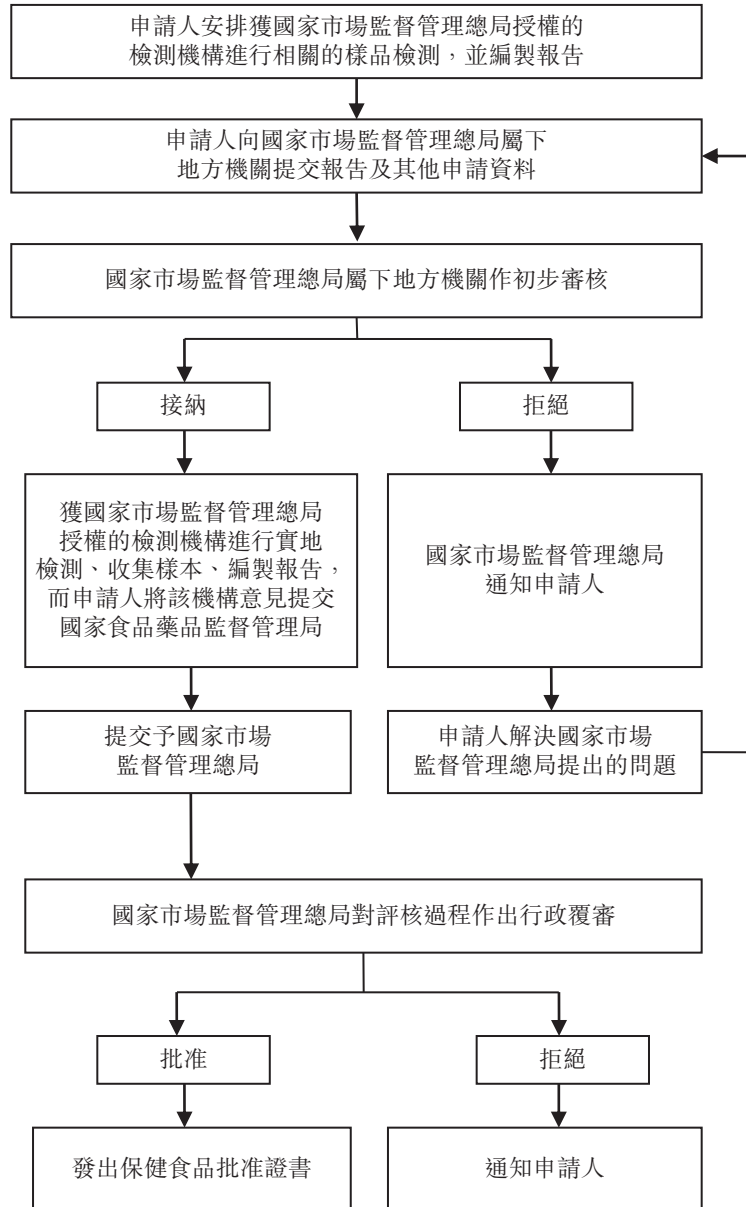 申請人安排獲國家市場監督管理總局授權的
檢測機構進行相關的樣品檢測，並編製報告
申請人向國家市場監督管理總局屬下
地方機關提交報告及其他申請資料
國家市場監督管理總局屬下地方機關作初步審核
接納
拒絕
獲國家市場監督管理總局
授權的檢測機構進行實地
檢測、收集樣本、編製報告，
而申請人將該機構意見提交
國家食品藥品監督管理局
國家市場監督管理總局
通知申請人
提交予國家市場
監督管理總局
申請人解決國家市場
監督管理總局提出的問題
國家市場監督管理總局對評核過程作出行政覆審
批准
拒絕
發出保健食品批准證書
通知申請人